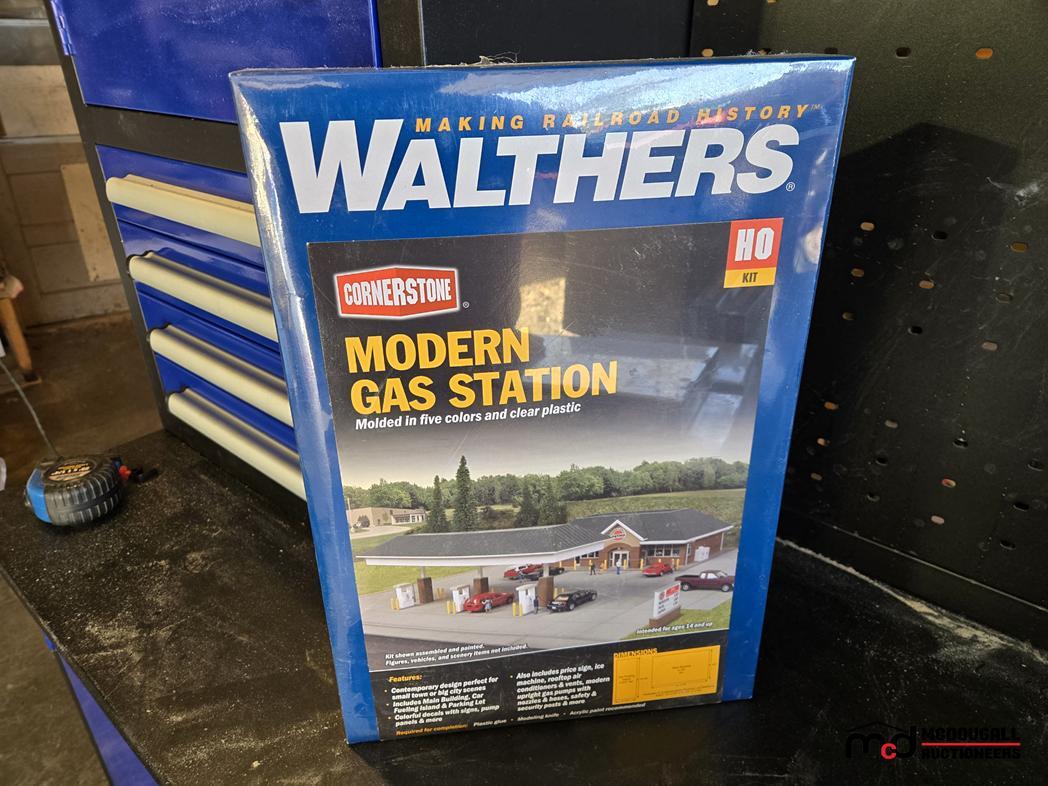 MAKING RAILROAD HISTORY™
WALTHERS®
HO
KIT
CORNERSTONE®
MODERN
GAS STATION
Molded in five colors and clear plastic
Intended for ages 14 and up
Kit shown assembled and painted.
Figures, vehicles, and scenery items not included.
Features:
• Contemporary design perfect for
small town or big city scenes
• Includes Main Building, Car
Fueling Island & Parking Lot
• Colorful decals with signs, pump
panels & more
• Also includes price sign, ice
machine, rooftop air
conditioners & vents, modern
upright gas pumps with
nozzles & hoses, safety &
security posts & more
DIMENSIONS
Required for completion: Plastic glue • Modeling knife • Acrylic paint recommended
mcd
MCDOUGALL
AUCTIONEERS